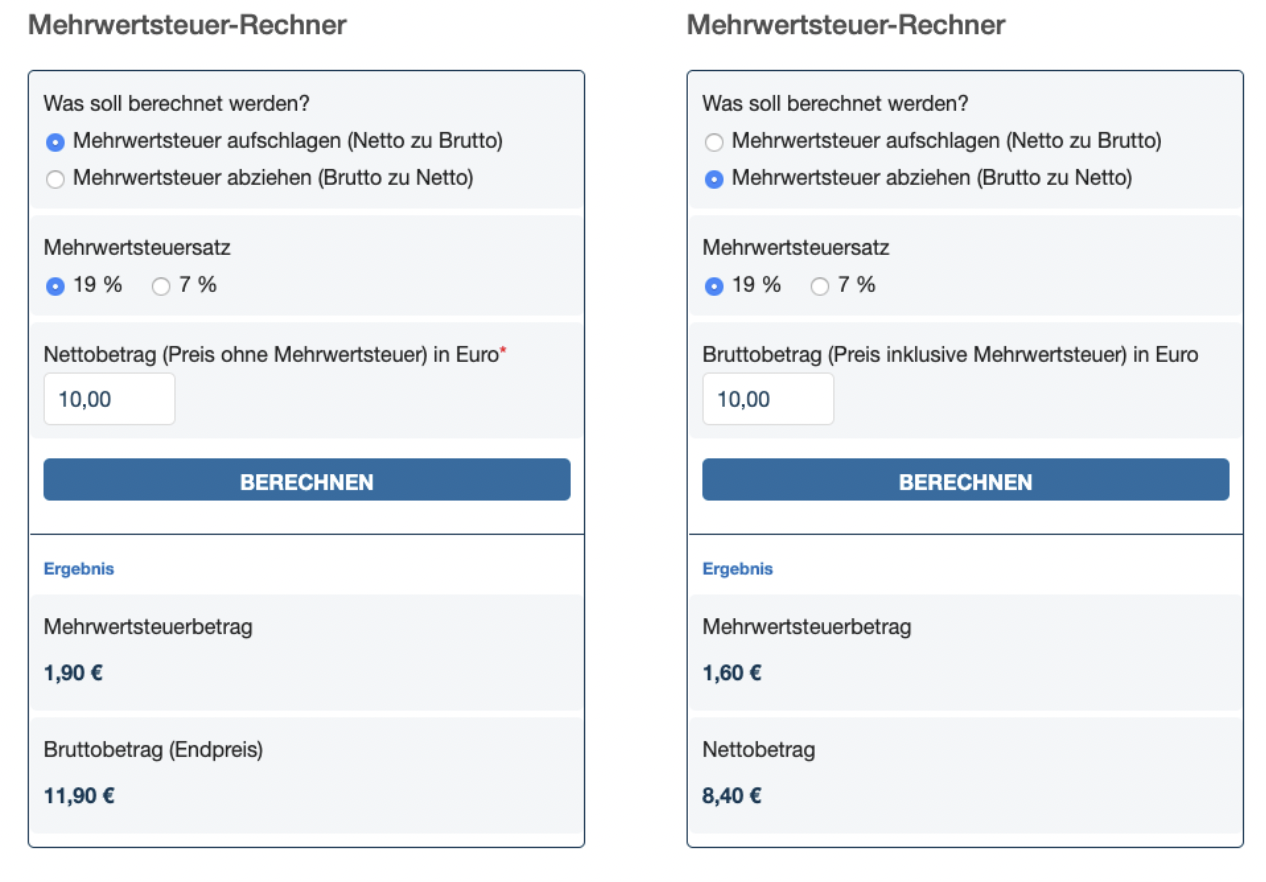 Mehrwertsteuer-Rechner
Was soll berechnet werden?
Mehrwertsteuer aufschlagen (Netto zu Brutto)
Mehrwertsteuer abziehen (Brutto zu Netto)
Mehrwertsteuersatz
19 % 7 %
Nettobetrag (Preis ohne Mehrwertsteuer) in Euro*
10,00
BERECHNEN
Ergebnis
Mehrwertsteuerbetrag
1,90 €
Bruttobetrag (Endpreis)
11,90 €
Mehrwertsteuer-Rechner
Was soll berechnet werden?
Mehrwertsteuer aufschlagen (Netto zu Brutto)
Mehrwertsteuer abziehen (Brutto zu Netto)
Mehrwertsteuersatz
19 % 7 %
Bruttobetrag (Preis inklusive Mehrwertsteuer) in Euro
10,00
BERECHNEN
Ergebnis
Mehrwertsteuerbetrag
1,60 €
Nettobetrag
8,40 €